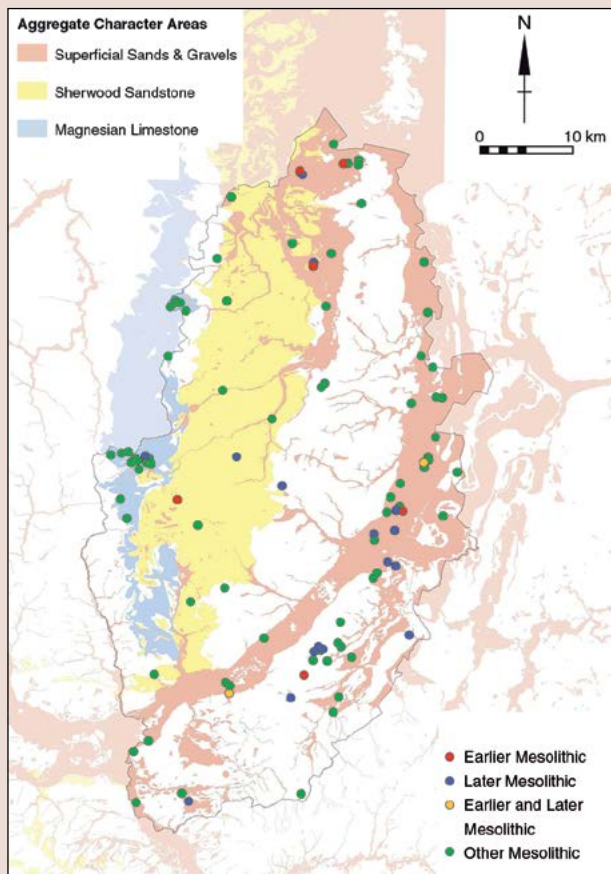 Aggregate Character Areas
Superficial Sands & Gravels
Sherwood Sandstone
Magnesian Limestone
N
0 10 km
Earlier Mesolithic
Later Mesolithic
Earlier and Later
Mesolithic
Other Mesolithic